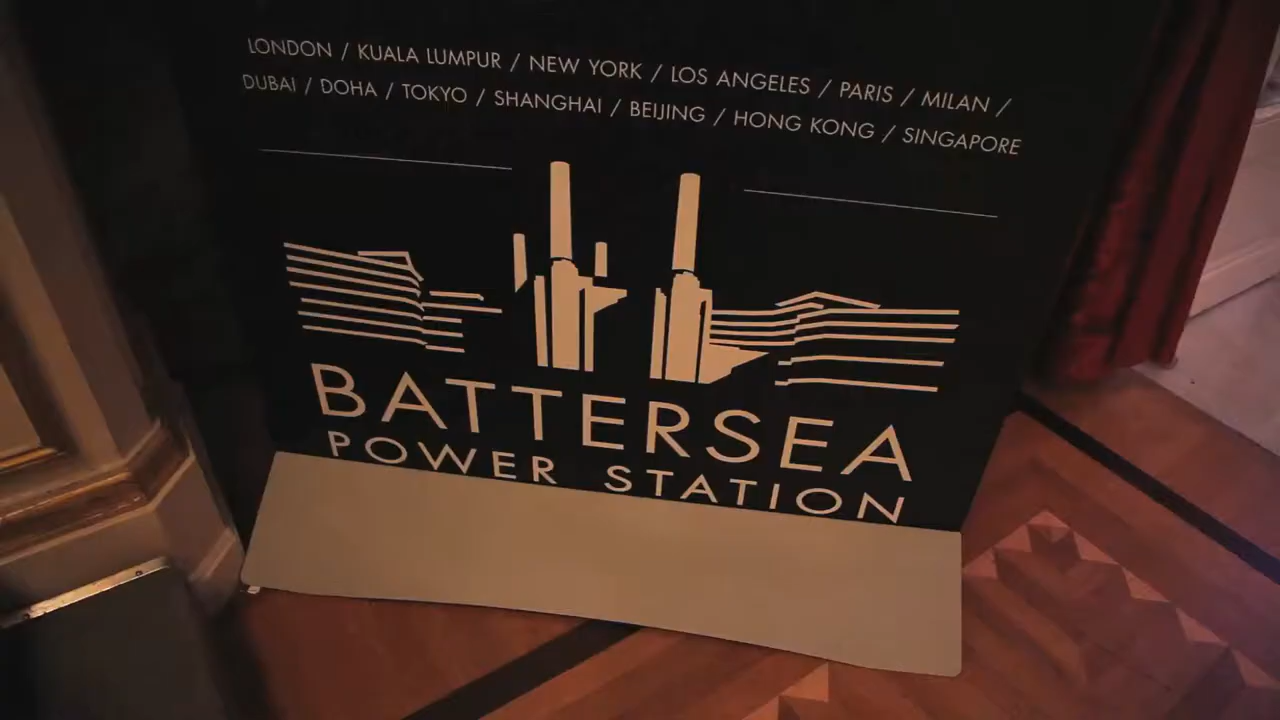 LONDON / KUALA LUMPUR / NEW YORK / LOS ANGELES / PARIS / MILAN /
DUBAI / DOHA / TOKYO / SHANGHAI / BEIJING / HONG KONG / SINGAPORE
BATTERSEA
POWER STATION